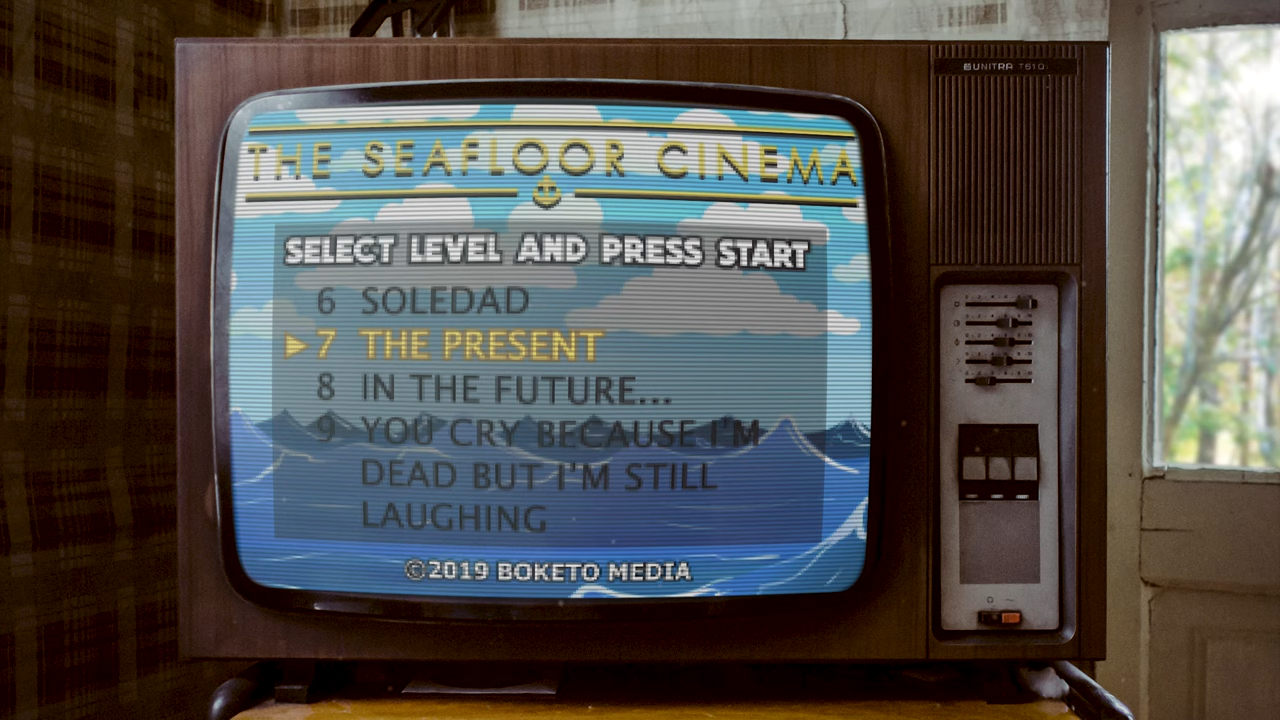 UNITRA T610
THE SEAFLOOR CINEMA
SELECT LEVEL AND PRESS START
6 SOLEDAD
▶7 THE PRESENT
8 IN THE FUTURE...
9 YOU CRY BECAUSE I'M
DEAD BUT I'M STILL
LAUGHING
©2019 BOKETO MEDIA